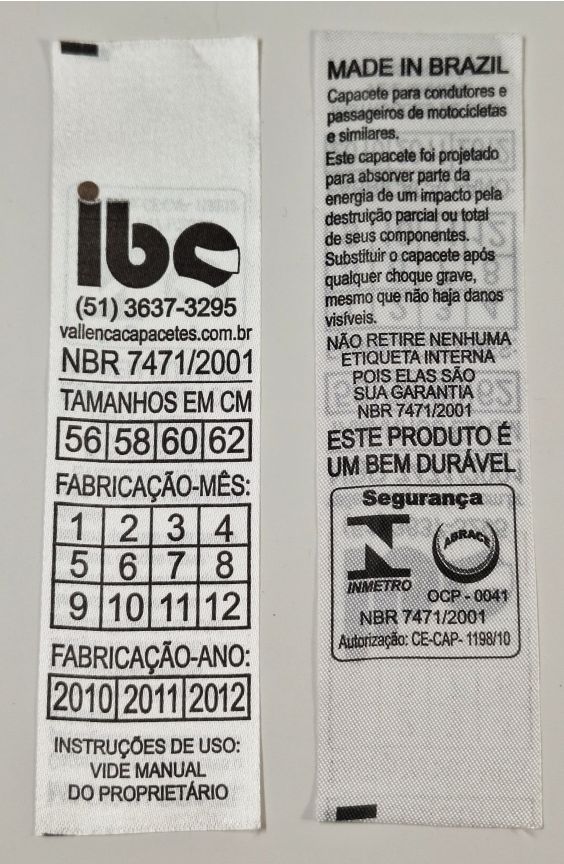 ibc
(51) 3637-3295
vallencacapacetes.com.br
NBR 7471/2001
TAMANHOS EM CM
56 58 60 62
FABRICAÇÃO-MÊS:
1 2 3 4
5 6 7 8
9 10 11 12
FABRICAÇÃO-ANO:
2010 2011 2012
INSTRUÇÕES DE USO:
VIDE MANUAL
DO PROPRIETÁRIO
MADE IN BRAZIL
Capacete para condutores e
passageiros de motocicletas
e similares.
Este capacete foi projetado
para absorver parte da
energia de um impacto pela
destruição parcial ou total
de seus componentes.
Substituir o capacete após
qualquer choque grave,
mesmo que não haja danos
visíveis.
NÃO RETIRE NENHUMA
ETIQUETA INTERNA
POIS ELAS SÃO
SUA GARANTIA
NBR 7471/2001
ESTE PRODUTO É
UM BEM DURÁVEL
Segurança
ABRACE
INMETRO
OCP - 0041
NBR 7471/2001
Autorização: CE-CAP- 1198/10